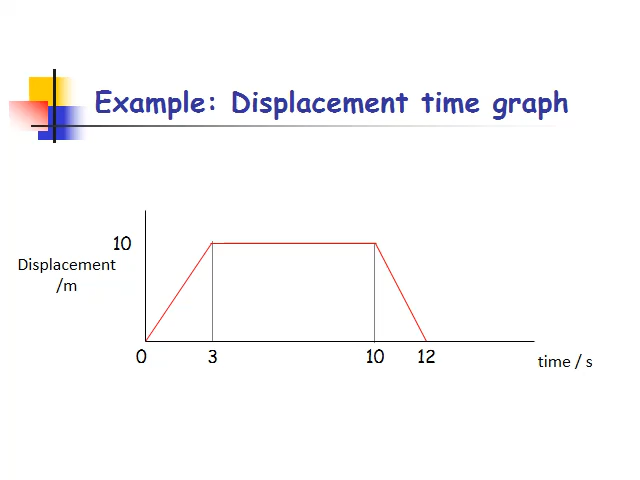 Example: Displacement time graph
10
Displacement
/m
0 3 10 12
time / s